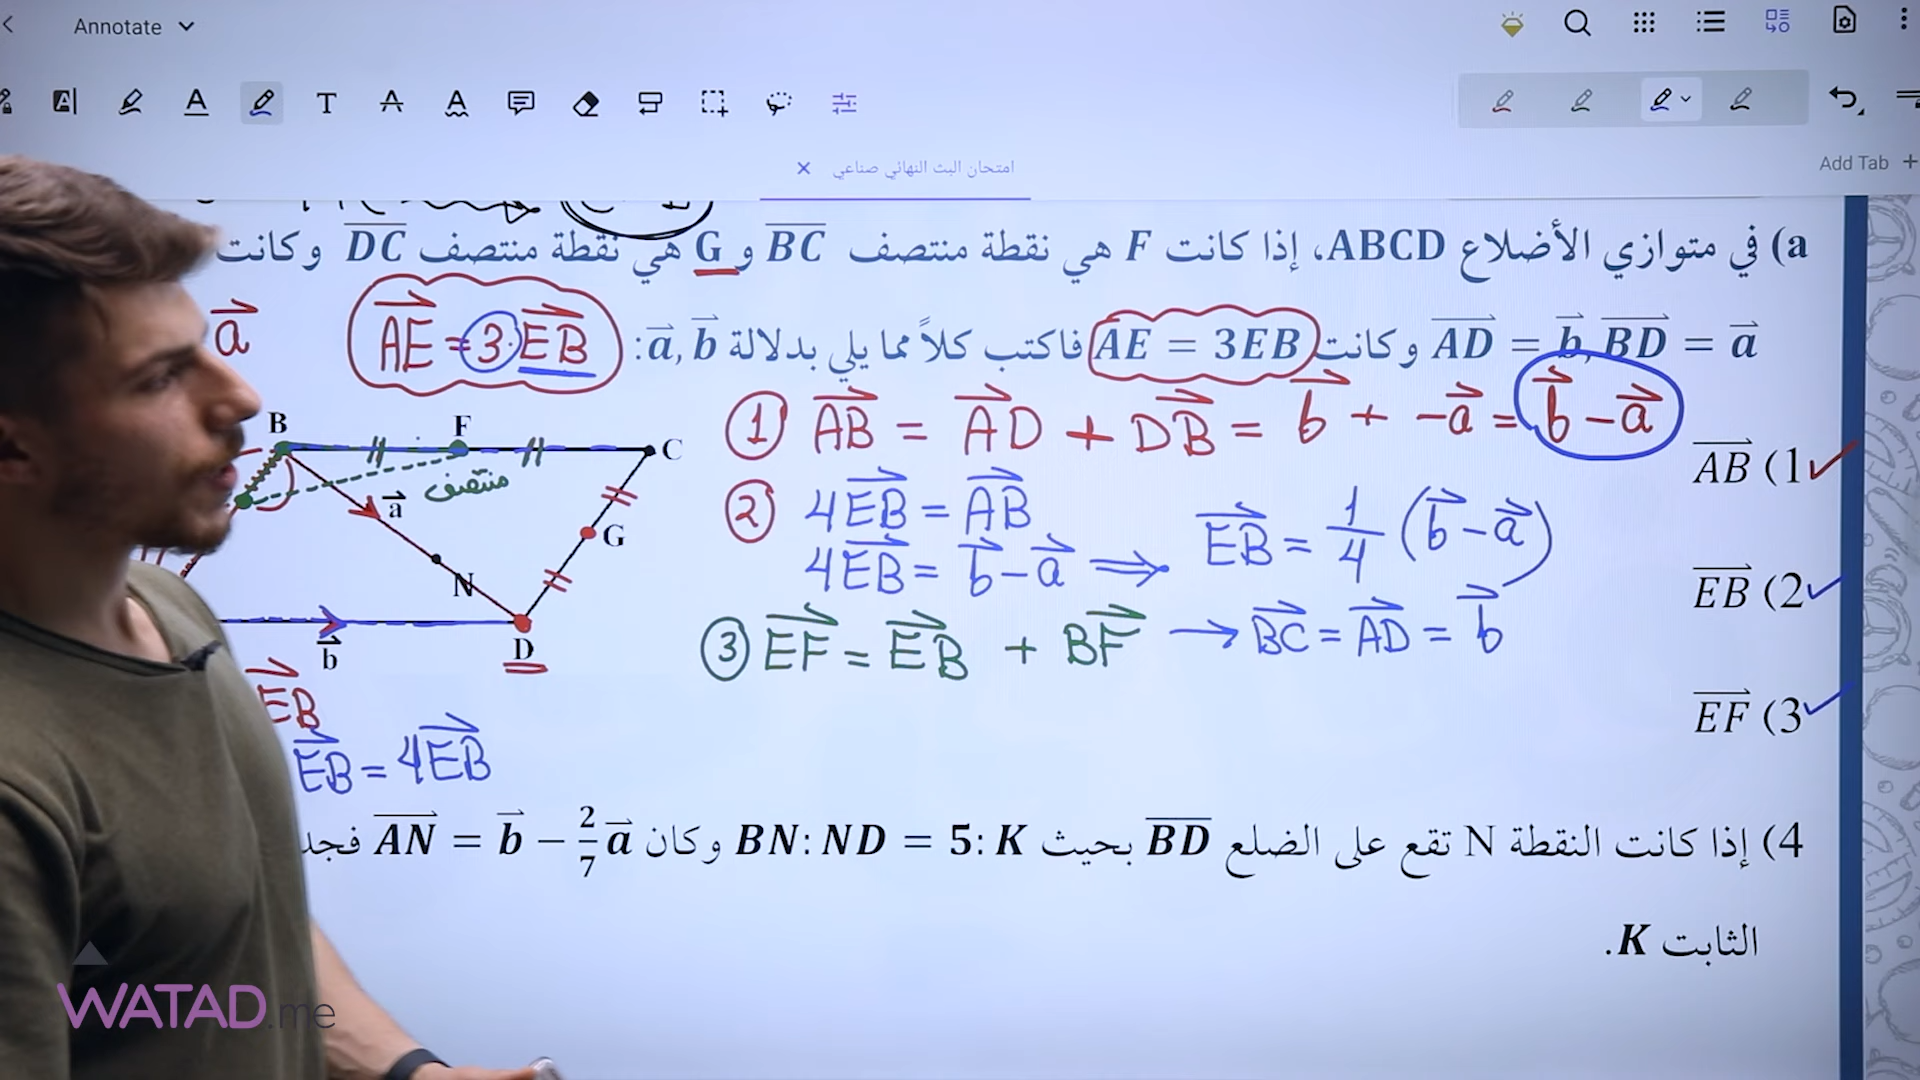 Annotate
امتحان البث النهائي صناعي
Add Tab +
a) في متوازي الأضلاع ABCD، إذا كانت F هي نقطة منتصف BC و G هي نقطة منتصف DC وكانت
BD = a, AD = b وكانت AE = 3EB فاكتب كلاً مما يلي بدلالة a, b:
AE = 3·EB
a
① AB = AD + DB = b + -a = b - a
AB (1
② 4EB = AB
4EB = b - a ⟹ EB = 1/4 (b - a)
EB (2
③ EF = EB + BF → BC = AD = b
EF (3
B F C
منتصف
a
G
N
D
b
EB
EB = 4EB
4) إذا كانت النقطة N تقع على الضلع BD بحيث BN: ND = 5: K وكان AN = b - 2/7 a فجد
الثابت K.
WATAD.me